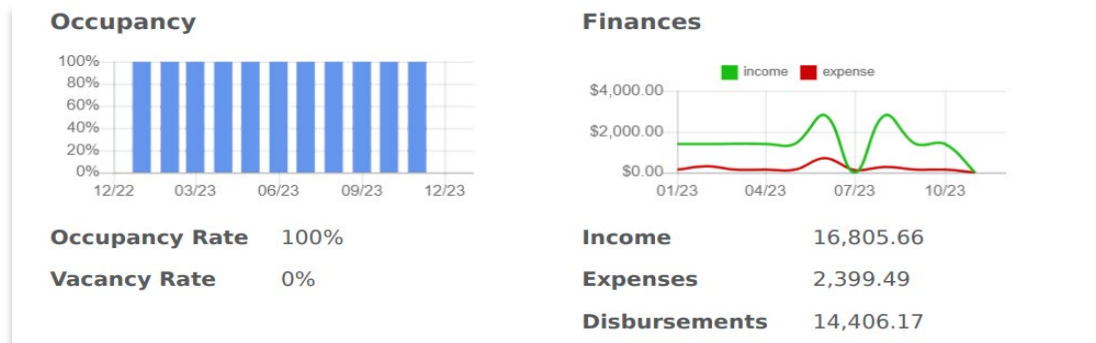 Occupancy
100%
80%
60%
40%
20%
0%
12/22 03/23 06/23 09/23 12/23
Occupancy Rate 100%
Vacancy Rate 0%
Finances
income expense
$4,000.00
$2,000.00
$0.00
01/23 04/23 07/23 10/23
Income 16,805.66
Expenses 2,399.49
Disbursements 14,406.17